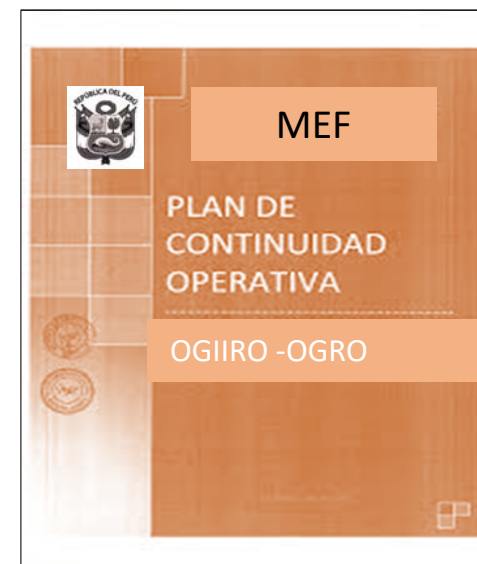 REPÚBLICA DEL PERÚ
MEF
PLAN DE
CONTINUIDAD
OPERATIVA
OGIIRO -OGRO